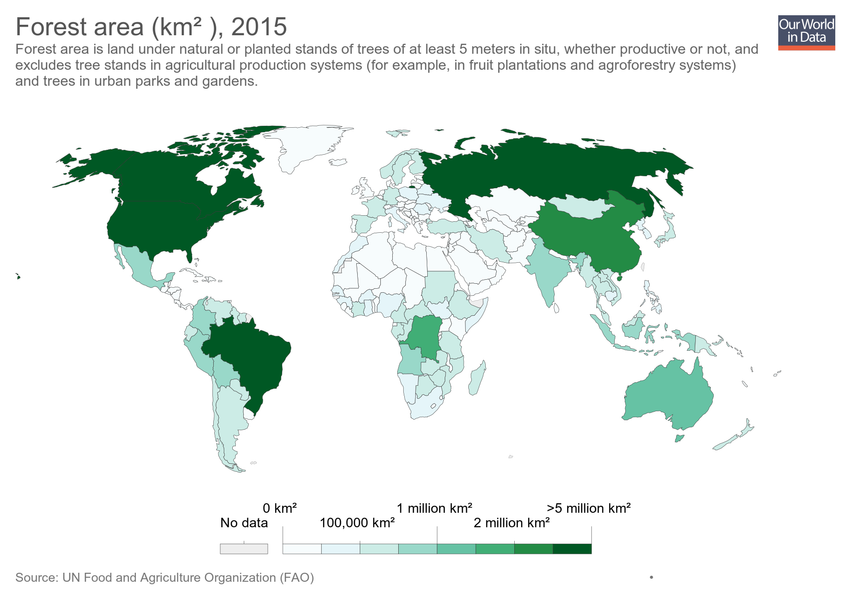 Forest area (km² ), 2015
Our World
in Data
Forest area is land under natural or planted stands of trees of at least 5 meters in situ, whether productive or not, and
excludes tree stands in agricultural production systems (for example, in fruit plantations and agroforestry systems)
and trees in urban parks and gardens.
0 km²
1 million km²
>5 million km²
No data
100,000 km²
2 million km²
Source: UN Food and Agriculture Organization (FAO)